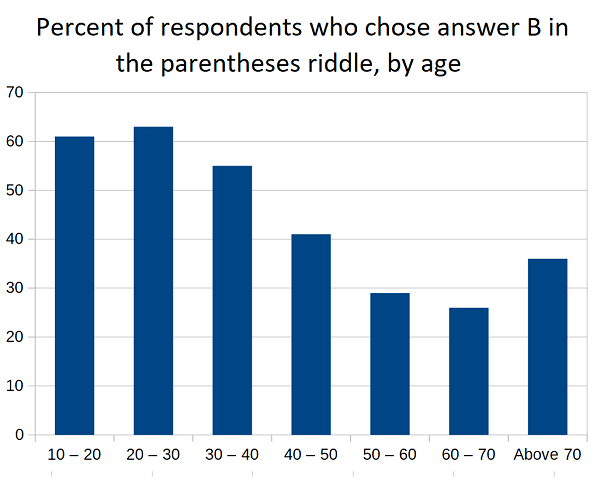 Percent of respondents who chose answer B in
the parentheses riddle, by age
70
60
50
40
30
20
10
0
10 – 20 20 – 30 30 – 40 40 – 50 50 – 60 60 – 70 Above 70